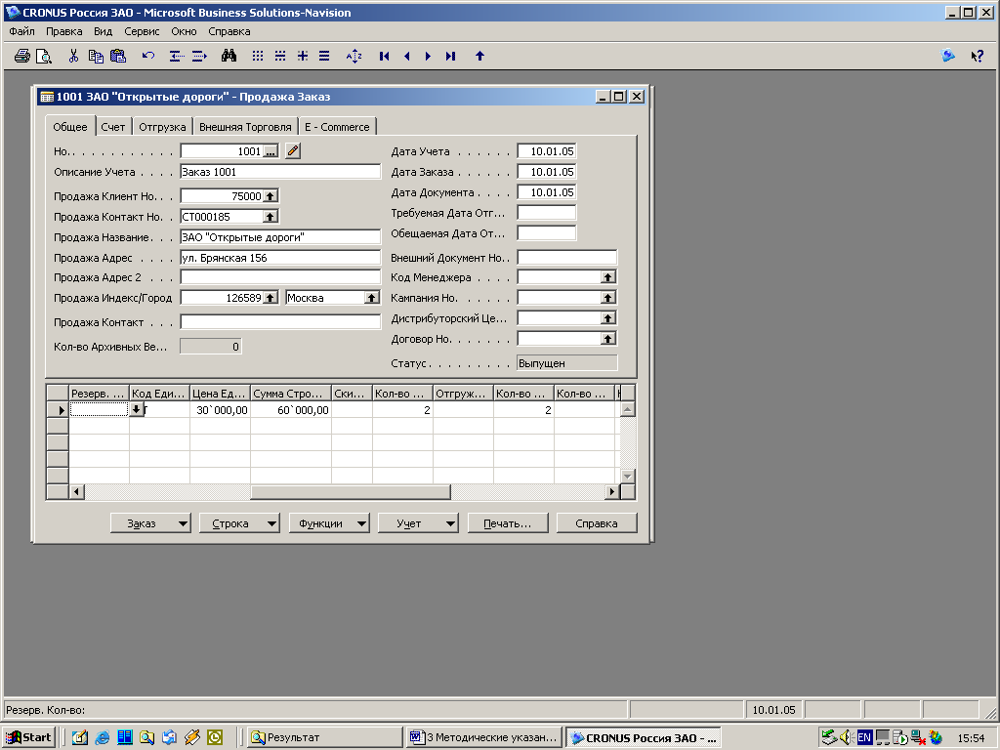 CRONUS Россия ЗАО - Microsoft Business Solutions-Navision
Файл Правка Вид Сервис Окно Справка
1001 ЗАО "Открытые дороги" - Продажа Заказ
Общее Счет Отгрузка Внешняя Торговля E - Commerce
Но. . . . . . . . . . . . 1001 ...
Описание Учета . . . . Заказ 1001
Продажа Клиент Но. . . 75000
Продажа Контакт Но. . СТ000185
Продажа Название. . . ЗАО "Открытые дороги"
Продажа Адрес . . . . ул. Брянская 156
Продажа Адрес 2 . . .
Продажа Индекс/Город 126589 Москва
Продажа Контакт . . .
Кол-во Архивных Ве... 0
Дата Учета . . . . . . 10.01.05
Дата Заказа . . . . . . 10.01.05
Дата Документа . . . . 10.01.05
Требуемая Дата Отг...
Обещаемая Дата От...
Внешний Документ Но. .
Код Менеджера . . . .
Кампания Но. . . . . .
Дистрибуторский Це...
Договор Но. . . . . . .
Статус . . . . . . . . . Выпущен
Резерв. ... Код Еди... Цена Ед... Сумма Стро... Ски... Кол-во ... Отгруж... Кол-во ... Кол-во ...
30`000,00 60`000,00 2 2
Заказ Строка Функции Учет Печать... Справка
Резерв. Кол-во: 10.01.05
Start Результат 3 Методические указан... CRONUS Россия ЗАО - ... EN 15:54